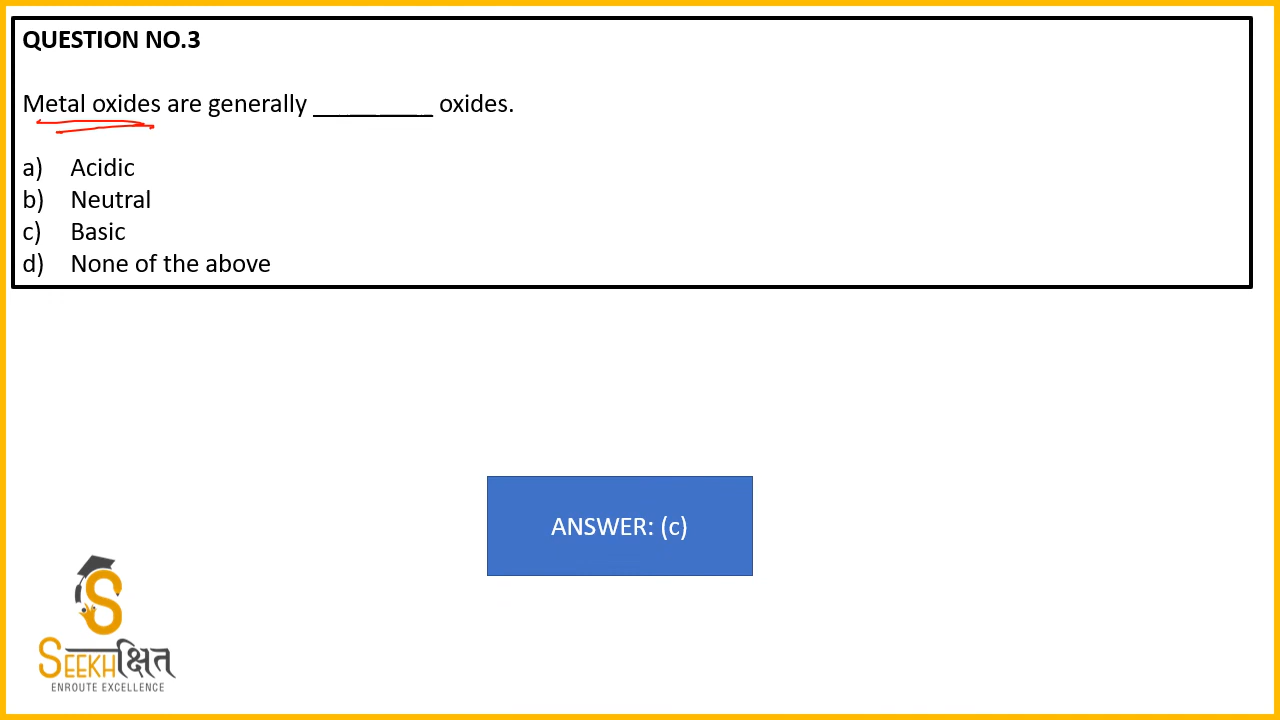 QUESTION NO.3
Metal oxides are generally __________ oxides.
a) Acidic
b) Neutral
c) Basic
d) None of the above
ANSWER: (c)
S
SEEKHक्षित
ENROUTE EXCELLENCE